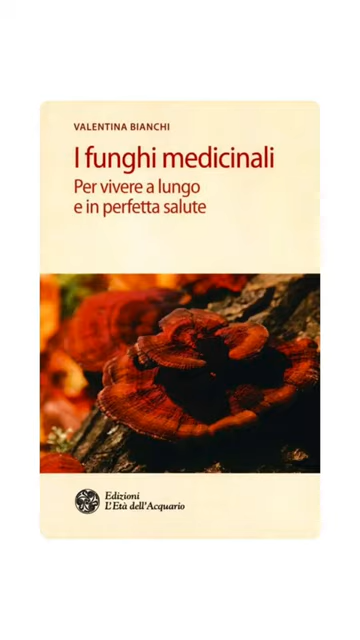 VALENTINA BIANCHI
I funghi medicinali
Per vivere a lungo
e in perfetta salute
Edizioni
L'Età dell'Acquario